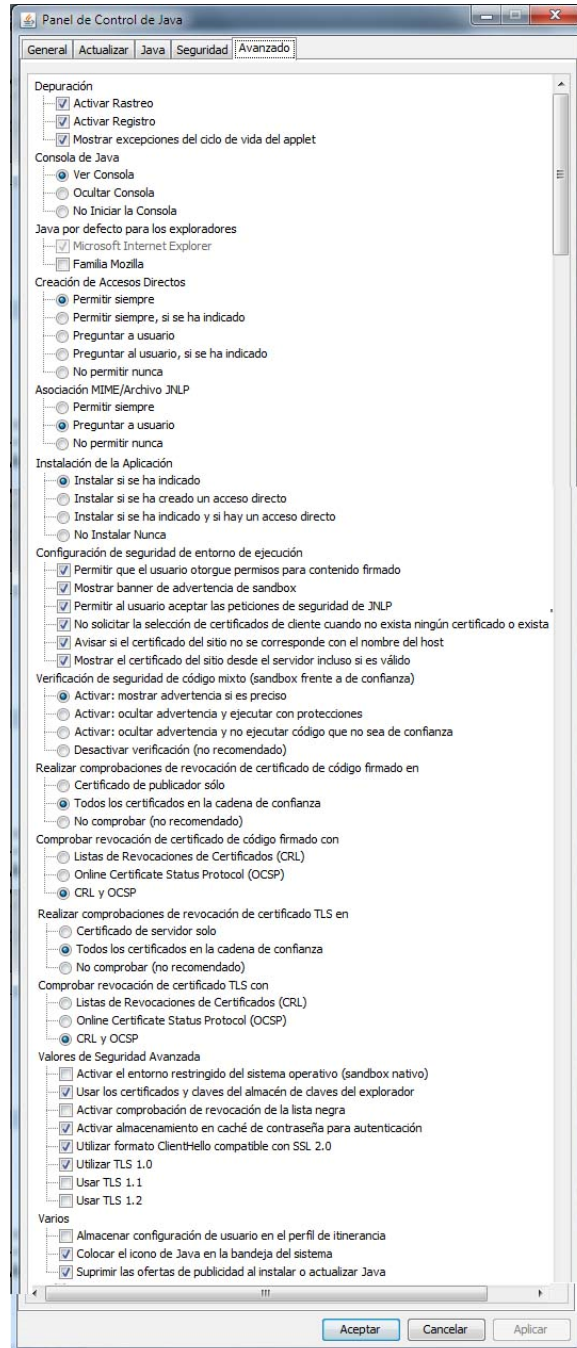 Panel de Control de Java
General Actualizar Java Seguridad Avanzado
Depuración
Activar Rastreo
Activar Registro
Mostrar excepciones del ciclo de vida del applet
Consola de Java
Ver Consola
Ocultar Consola
No Iniciar la Consola
Java por defecto para los exploradores
Microsoft Internet Explorer
Familia Mozilla
Creación de Accesos Directos
Permitir siempre
Permitir siempre, si se ha indicado
Preguntar a usuario
Preguntar al usuario, si se ha indicado
No permitir nunca
Asociación MIME/Archivo JNLP
Permitir siempre
Preguntar a usuario
No permitir nunca
Instalación de la Aplicación
Instalar si se ha indicado
Instalar si se ha creado un acceso directo
Instalar si se ha indicado y si hay un acceso directo
No Instalar Nunca
Configuración de seguridad de entorno de ejecución
Permitir que el usuario otorgue permisos para contenido firmado
Mostrar banner de advertencia de sandbox
Permitir al usuario aceptar las peticiones de seguridad de JNLP
No solicitar la selección de certificados de cliente cuando no exista ningún certificado o exista
Avisar si el certificado del sitio no se corresponde con el nombre del host
Mostrar el certificado del sitio desde el servidor incluso si es válido
Verificación de seguridad de código mixto (sandbox frente a de confianza)
Activar: mostrar advertencia si es preciso
Activar: ocultar advertencia y ejecutar con protecciones
Activar: ocultar advertencia y no ejecutar código que no sea de confianza
Desactivar verificación (no recomendado)
Realizar comprobaciones de revocación de certificado de código firmado en
Certificado de publicador sólo
Todos los certificados en la cadena de confianza
No comprobar (no recomendado)
Comprobar revocación de certificado de código firmado con
Listas de Revocaciones de Certificados (CRL)
Online Certificate Status Protocol (OCSP)
CRL y OCSP
Realizar comprobaciones de revocación de certificado TLS en
Certificado de servidor solo
Todos los certificados en la cadena de confianza
No comprobar (no recomendado)
Comprobar revocación de certificado TLS con
Listas de Revocaciones de Certificados (CRL)
Online Certificate Status Protocol (OCSP)
CRL y OCSP
Valores de Seguridad Avanzada
Activar el entorno restringido del sistema operativo (sandbox nativo)
Usar los certificados y claves del almacén de claves del explorador
Activar comprobación de revocación de la lista negra
Activar almacenamiento en caché de contraseña para autenticación
Utilizar formato ClientHello compatible con SSL 2.0
Utilizar TLS 1.0
Usar TLS 1.1
Usar TLS 1.2
Varios
Almacenar configuración de usuario en el perfil de itinerancia
Colocar el icono de Java en la bandeja del sistema
Suprimir las ofertas de publicidad al instalar o actualizar Java
Aceptar Cancelar Aplicar